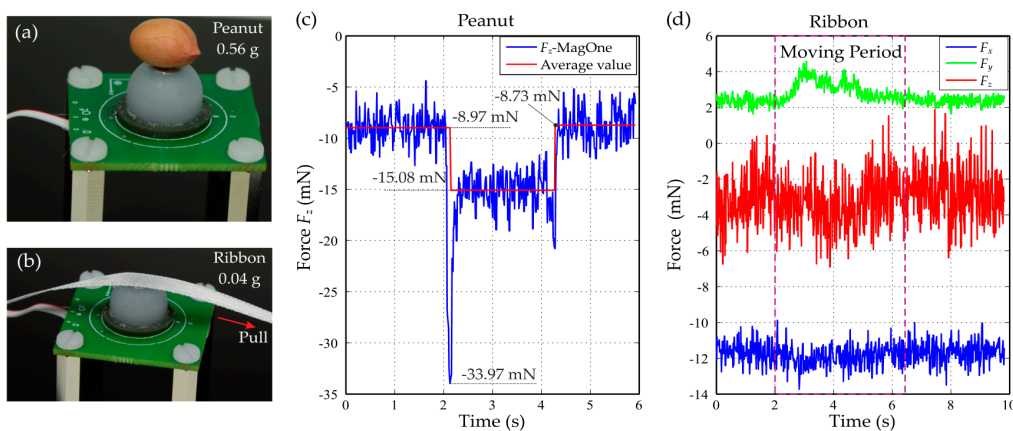 (a)
Peanut
0.56 g
(b)
Ribbon
0.04 g
Pull
(c)
Peanut
Fz-MagOne
Average value
-8.97 mN
-8.73 mN
-15.08 mN
-33.97 mN
Force Fz (mN)
0
-5
-10
-15
-20
-25
-30
-35
0 1 2 3 4 5 6
Time (s)
(d)
Ribbon
Moving Period
Fx
Fy
Fz
Force (mN)
6
4
2
0
-2
-4
-6
-8
-10
-12
-14
0 2 4 6 8 10
Time (s)